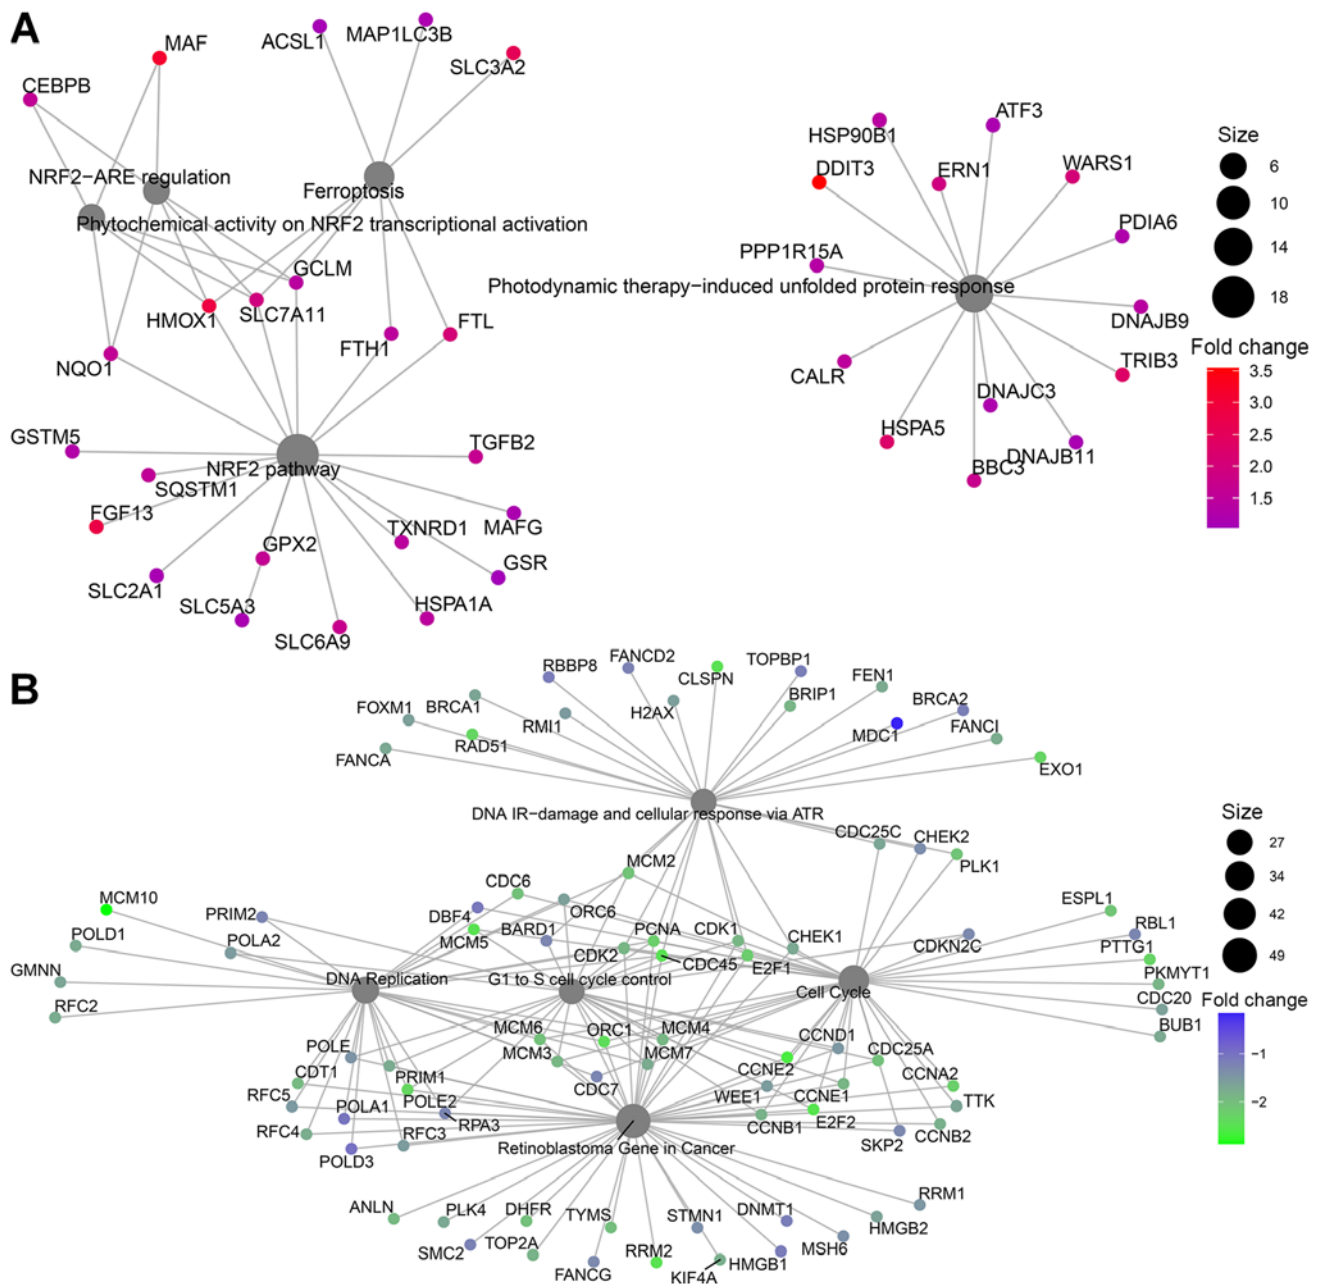 A
MAF
ACSL1
MAP1LC3B
SLC3A2
CEBPB
NRF2−ARE regulation
Ferroptosis
Phytochemical activity on NRF2 transcriptional activation
GCLM
HMOX1
SLC7A11
FTH1
FTL
NQO1
GSTM5
TGFB2
NRF2 pathway
SQSTM1
FGF13
TXNRD1
MAFG
GPX2
GSR
SLC2A1
SLC5A3
HSPA1A
SLC6A9
HSP90B1
ATF3
DDIT3
ERN1
WARS1
PDIA6
PPP1R15A
Photodynamic therapy−induced unfolded protein response
DNAJB9
CALR
TRIB3
DNAJC3
HSPA5
DNAJB11
BBC3
Size
6
10
14
18
Fold change
3.5
3.0
2.5
2.0
1.5
B
RBBP8
FANCD2
CLSPN
TOPBP1
FEN1
FOXM1
BRCA1
RMI1
H2AX
BRIP1
BRCA2
MDC1
FANCI
RAD51
FANCA
EXO1
DNA IR−damage and cellular response via ATR
CDC25C
CHEK2
PLK1
MCM2
CDC6
ORC6
MCM10
PRIM2
DBF4
ESPL1
POLD1
POLA2
MCM5
BARD1
PCNA
CDK1
CHEK1
CDKN2C
RBL1
PTTG1
CDK2
CDC45
E2F1
GMNN
DNA Replication
G1 to S cell cycle control
Cell Cycle
PKMYT1
CDC20
RFC2
BUB1
MCM6
ORC1
MCM4
CCND1
POLE
MCM3
MCM7
CDC25A
CCNE2
CDT1
PRIM1
CDC7
CCNA2
RFC5
POLE2
WEE1
CCNE1
TTK
POLA1
RPA3
E2F2
RFC4
RFC3
CCNB1
SKP2
CCNB2
POLD3
Retinoblastoma Gene in Cancer
ANLN
PLK4
DHFR
TYMS
STMN1
DNMT1
RRM1
HMGB2
SMC2
TOP2A
RRM2
MSH6
FANCG
KIF4A
HMGB1
Size
27
34
42
49
Fold change
−1
−2